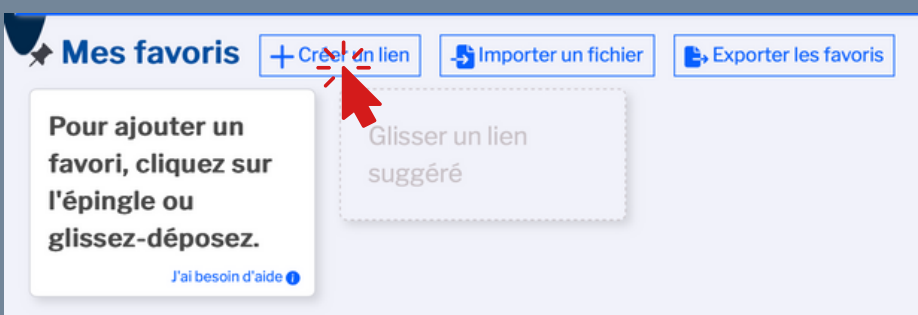 Mes favoris
Créer un lien
Importer un fichier
Exporter les favoris
Pour ajouter un
favori, cliquez sur
l'épingle ou
glissez-déposez.
J'ai besoin d'aide
Glisser un lien
suggéré